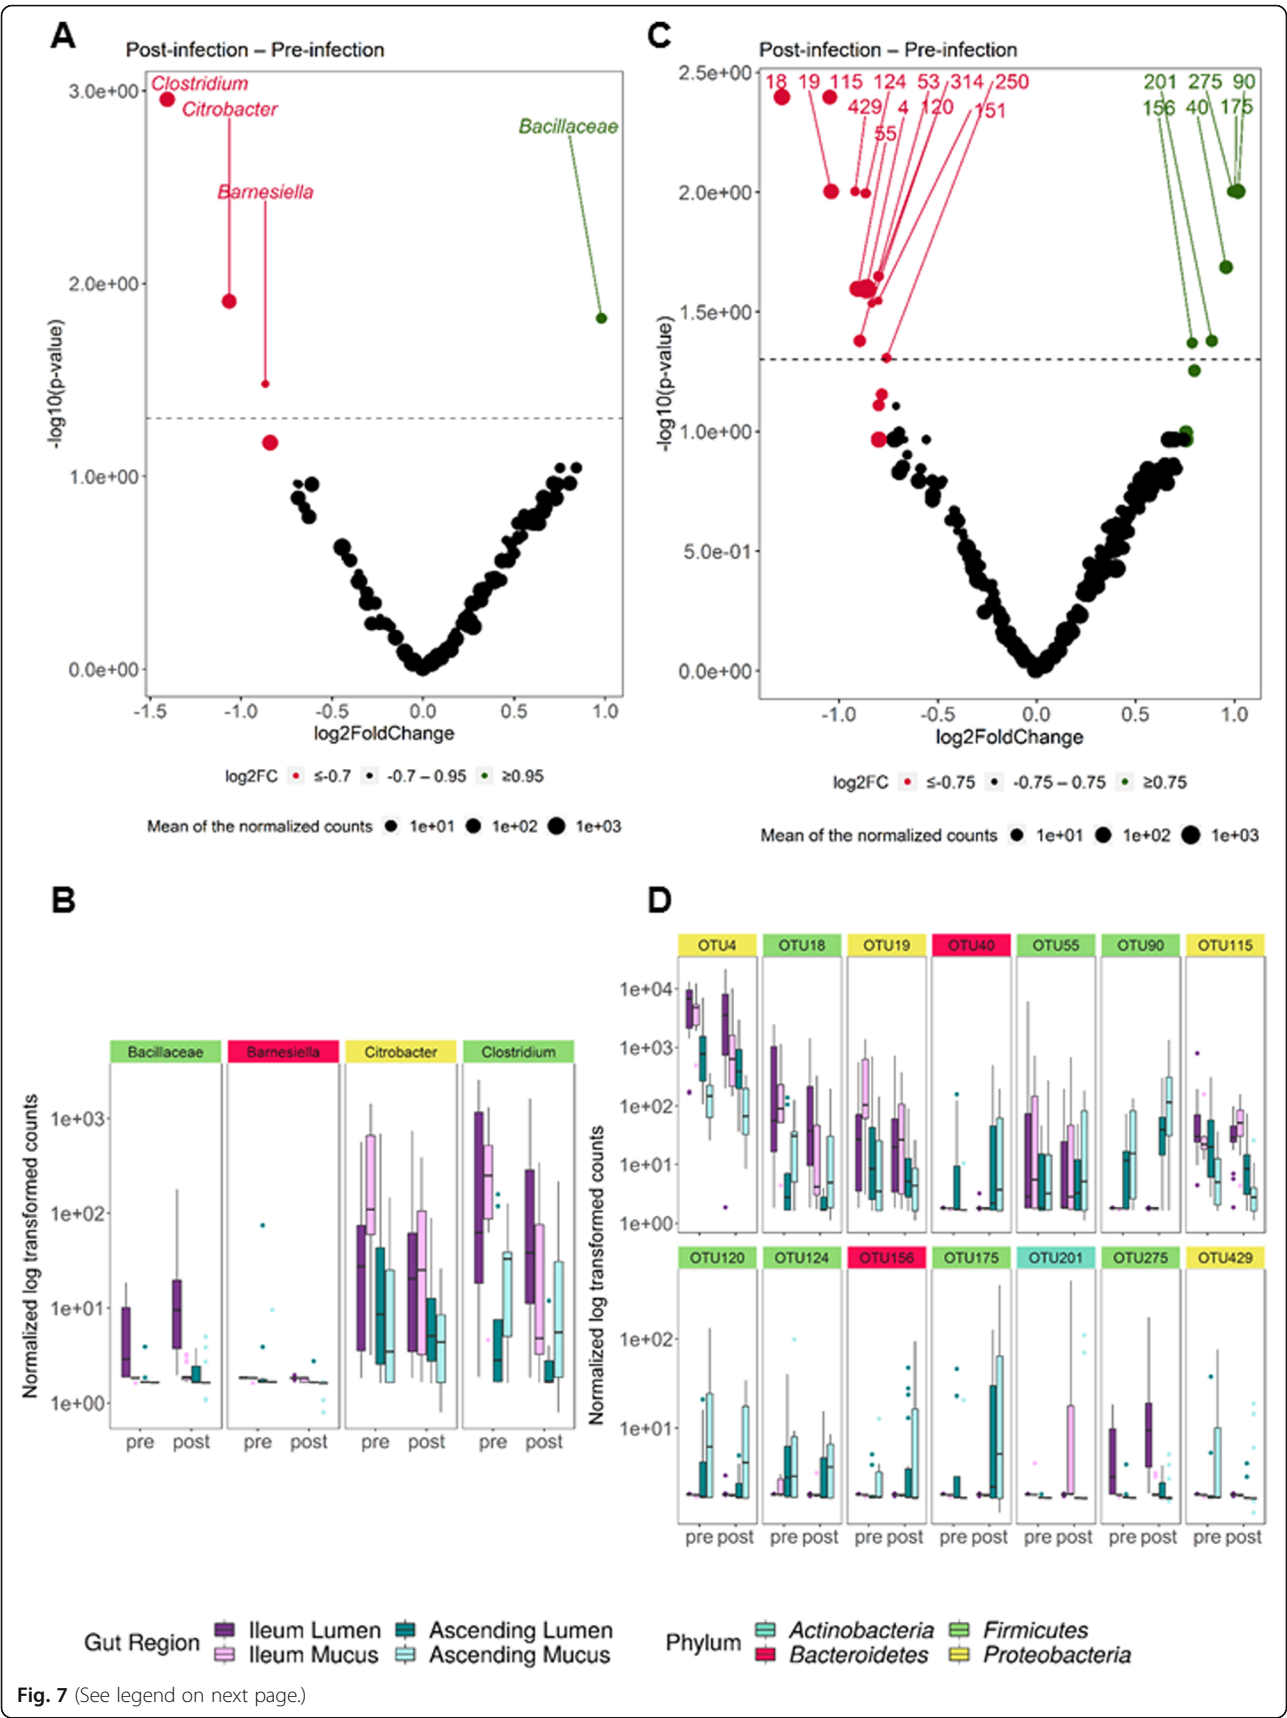 A
Post-infection – Pre-infection
Clostridium
Citrobacter
Barnesiella
Bacillaceae
3.0e+00
2.0e+00
1.0e+00
0.0e+00
-log10(p-value)
-1.5 -1.0 -0.5 0.0 0.5 1.0
log2FoldChange
log2FC ≤-0.7 -0.7 – 0.95 ≥0.95
Mean of the normalized counts 1e+01 1e+02 1e+03
C
Post-infection – Pre-infection
18 19 115 124 53 314 250 201 275 90
429 4 120 151 156 40 175
55
2.5e+00
2.0e+00
1.5e+00
1.0e+00
5.0e-01
0.0e+00
-log10(p-value)
-1.0 -0.5 0.0 0.5 1.0
log2FoldChange
log2FC ≤-0.75 -0.75 – 0.75 ≥0.75
Mean of the normalized counts 1e+01 1e+02 1e+03
B
Bacillaceae Barnesiella Citrobacter Clostridium
1e+03
1e+02
1e+01
1e+00
Normalized log transformed counts
pre post pre post pre post pre post
D
OTU4 OTU18 OTU19 OTU40 OTU55 OTU90 OTU115
1e+04
1e+03
1e+02
1e+01
1e+00
OTU120 OTU124 OTU156 OTU175 OTU201 OTU275 OTU429
1e+02
1e+01
Normalized log transformed counts
pre post pre post pre post pre post pre post pre post pre post
Gut Region Ileum Lumen Ascending Lumen
Ileum Mucus Ascending Mucus
Phylum Actinobacteria Firmicutes
Bacteroidetes Proteobacteria
Fig. 7 (See legend on next page.)